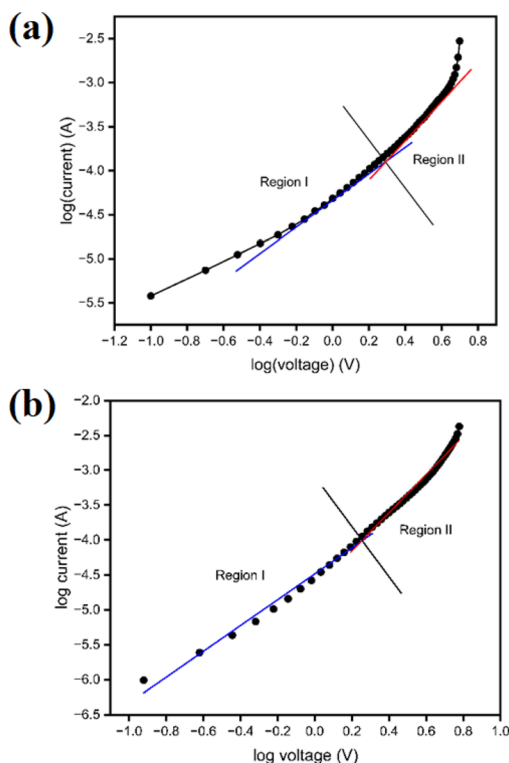 (a)
−2.5
−3.0
−3.5
−4.0
−4.5
−5.0
−5.5
log(current) (A)
Region I
Region II
−1.2 −1.0 −0.8 −0.6 −0.4 −0.2 0.0 0.2 0.4 0.6 0.8
log(voltage) (V)
(b)
−2.0
−2.5
−3.0
−3.5
−4.0
−4.5
−5.0
−5.5
−6.0
−6.5
log current (A)
Region II
Region I
−1.0 −0.8 −0.6 −0.4 −0.2 0.0 0.2 0.4 0.6 0.8 1.0
log voltage (V)